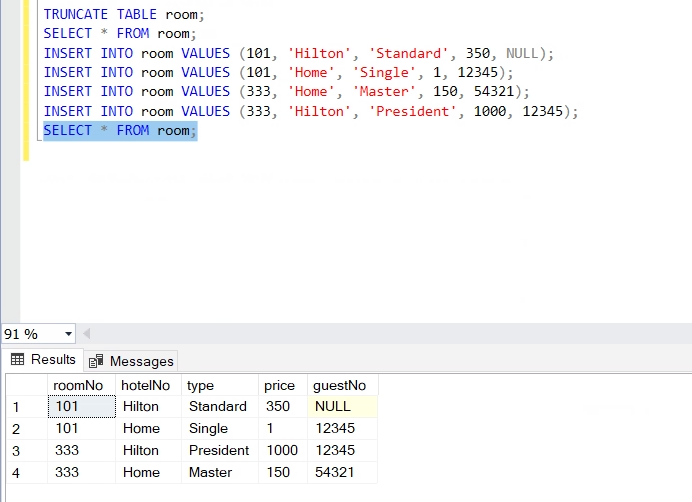 TRUNCATE TABLE room;
SELECT * FROM room;
INSERT INTO room VALUES (101, 'Hilton', 'Standard', 350, NULL);
INSERT INTO room VALUES (101, 'Home', 'Single', 1, 12345);
INSERT INTO room VALUES (333, 'Home', 'Master', 150, 54321);
INSERT INTO room VALUES (333, 'Hilton', 'President', 1000, 12345);
SELECT * FROM room;
91 %
Results Messages
roomNo hotelNo type price guestNo
1 101 Hilton Standard 350 NULL
2 101 Home Single 1 12345
3 333 Hilton President 1000 12345
4 333 Home Master 150 54321